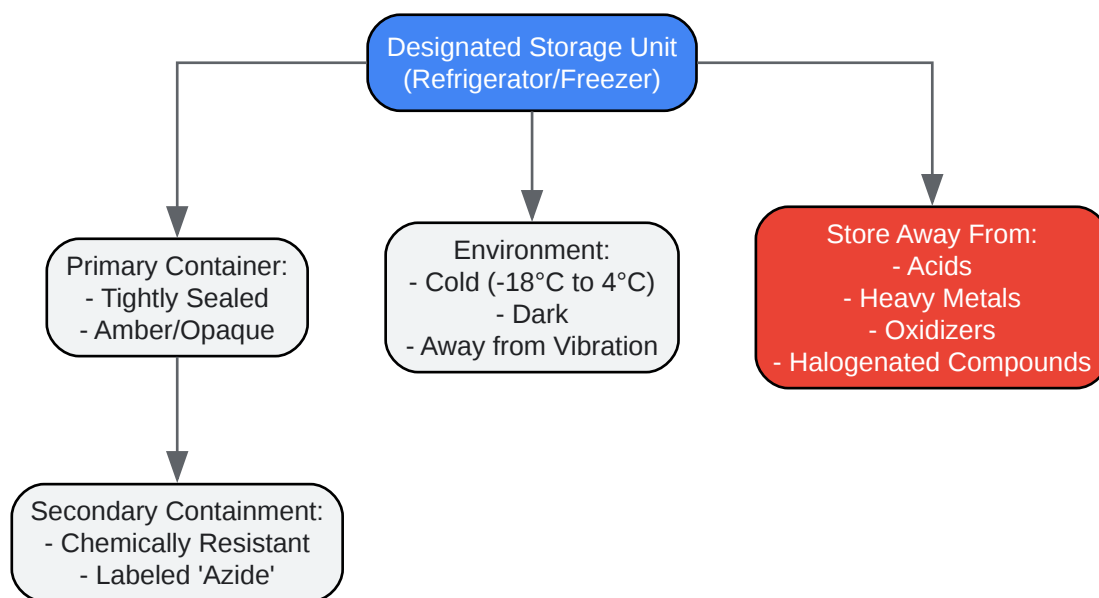 Designated Storage Unit
(Refrigerator/Freezer)
Primary Container:
- Tightly Sealed
- Amber/Opaque
Environment:
- Cold (-18°C to 4°C)
- Dark
- Away from Vibration
Store Away From:
- Acids
- Heavy Metals
- Oxidizers
- Halogenated Compounds
Secondary Containment:
- Chemically Resistant
- Labeled 'Azide'